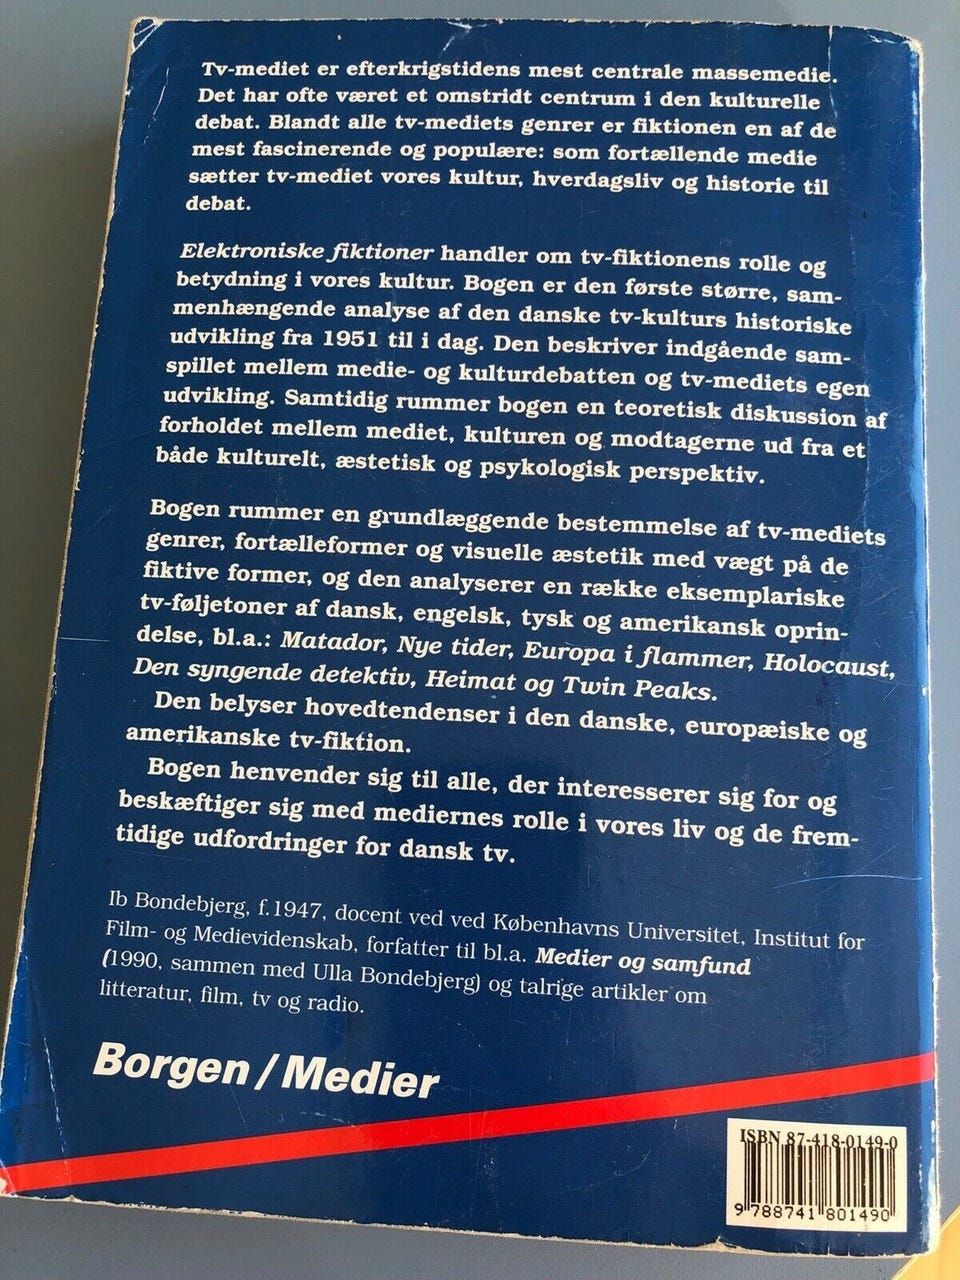 Tv-mediet er efterkrigstidens mest centrale massemedie.
Det har ofte været et omstridt centrum i den kulturelle
debat. Blandt alle tv-mediets genrer er fiktionen en af de
mest fascinerende og populære: som fortællende medie
sætter tv-mediet vores kultur, hverdagsliv og historie til
debat.
Elektroniske fiktioner handler om tv-fiktionens rolle og
betydning i vores kultur. Bogen er den første større, sam-
menhængende analyse af den danske tv-kulturs historiske
udvikling fra 1951 til i dag. Den beskriver indgående sam-
spillet mellem medie- og kulturdebatten og tv-mediets egen
udvikling. Samtidig rummer bogen en teoretisk diskussion af
forholdet mellem mediet, kulturen og modtagerne ud fra et
både kulturelt, æstetisk og psykologisk perspektiv.
Bogen rummer en grundlæggende bestemmelse af tv-mediets
genrer, fortælleformer og visuelle æstetik med vægt på de
fiktive former, og den analyserer en række eksemplariske
tv-føljetoner af dansk, engelsk, tysk og amerikansk oprin-
delse, bl.a.: Matador, Nye tider, Europa i flammer, Holocaust,
Den syngende detektiv, Heimat og Twin Peaks.
Den belyser hovedtendenser i den danske, europæiske og
amerikanske tv-fiktion.
Bogen henvender sig til alle, der interesserer sig for og
beskæftiger sig med mediernes rolle i vores liv og de frem-
tidige udfordringer for dansk tv.
Ib Bondebjerg, f.1947, docent ved ved Københavns Universitet, Institut for
Film- og Medievidenskab, forfatter til bl.a. Medier og samfund
(1990, sammen med Ulla Bondebjerg) og talrige artikler om
litteratur, film, tv og radio.
Borgen / Medier
ISBN 87-418-0149-0
9 788741 801490